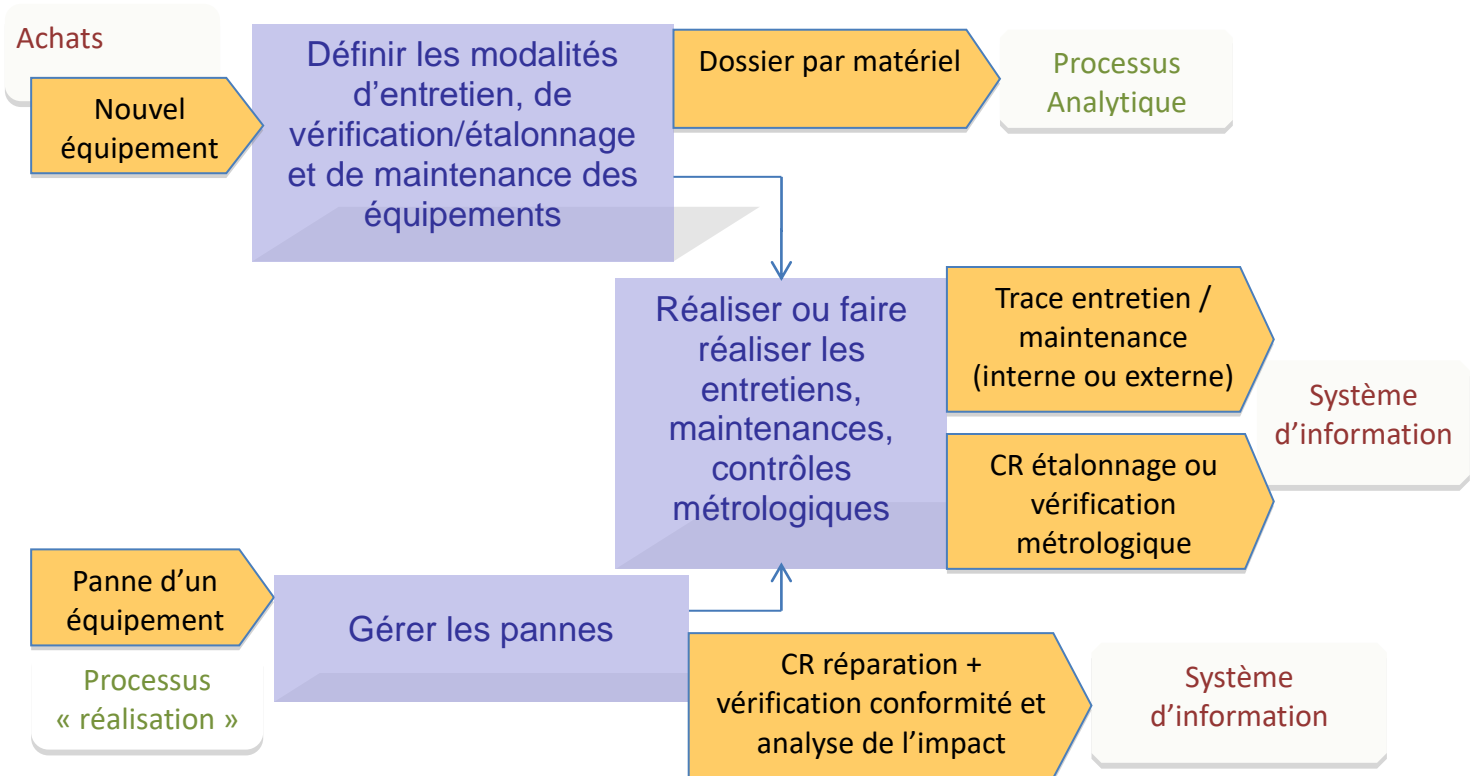 Achats
Nouvel
équipement
Définir les modalités
d’entretien, de
vérification/étalonnage
et de maintenance des
équipements
Dossier par matériel
Processus
Analytique
Réaliser ou faire
réaliser les
entretiens,
maintenances,
contrôles
métrologiques
Trace entretien /
maintenance
(interne ou externe)
CR étalonnage ou
vérification
métrologique
Système
d’information
Panne d’un
équipement
Processus
« réalisation »
Gérer les pannes
CR réparation +
vérification conformité et
analyse de l’impact
Système
d’information